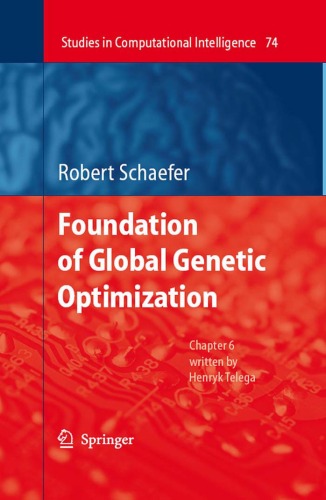 Studies in Computational Intelligence 74
Robert Schaefer
Foundation
of Global Genetic
Optimization
Chapter 6
written by
Henryk Telega
Springer